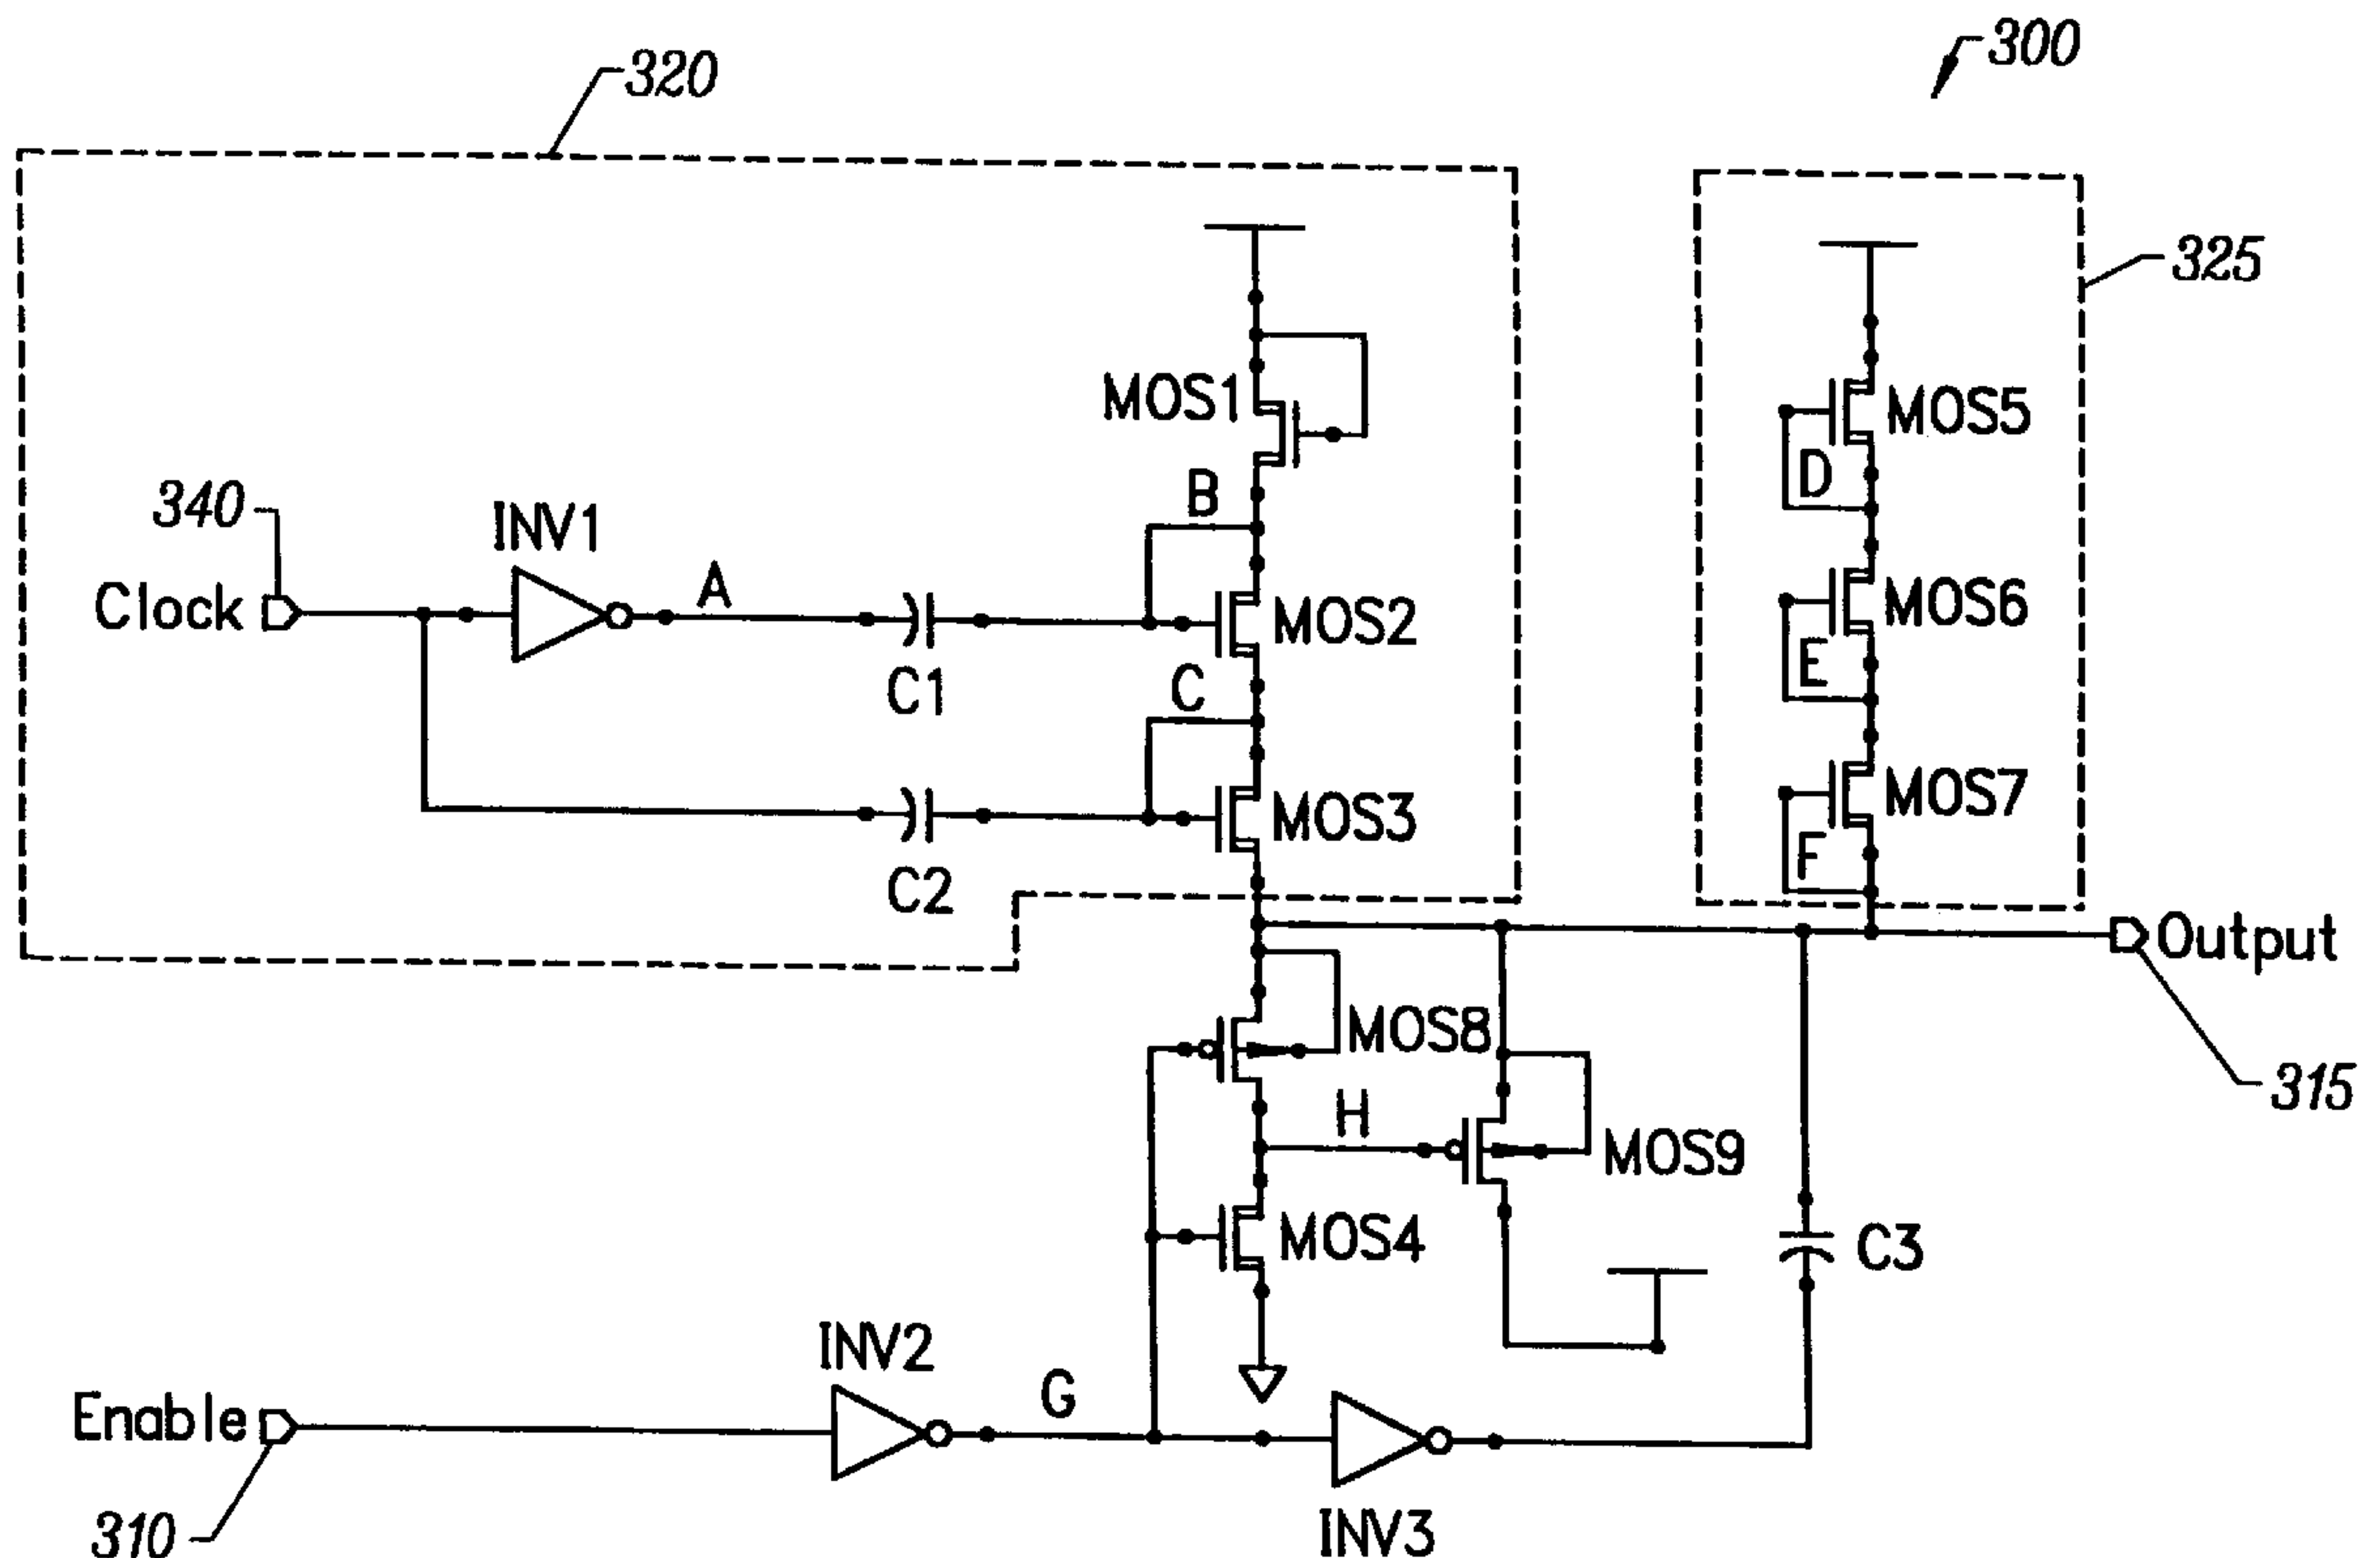 300
320
325
MOS1
MOS5
D
B
340
INV1
A
Clock
MOS2
MOS6
C1
C
E
MOS3
MOS7
C2
F
Output
MOS8
H
MOS9
315
MOS4
C3
INV2
G
Enable
310
INV3